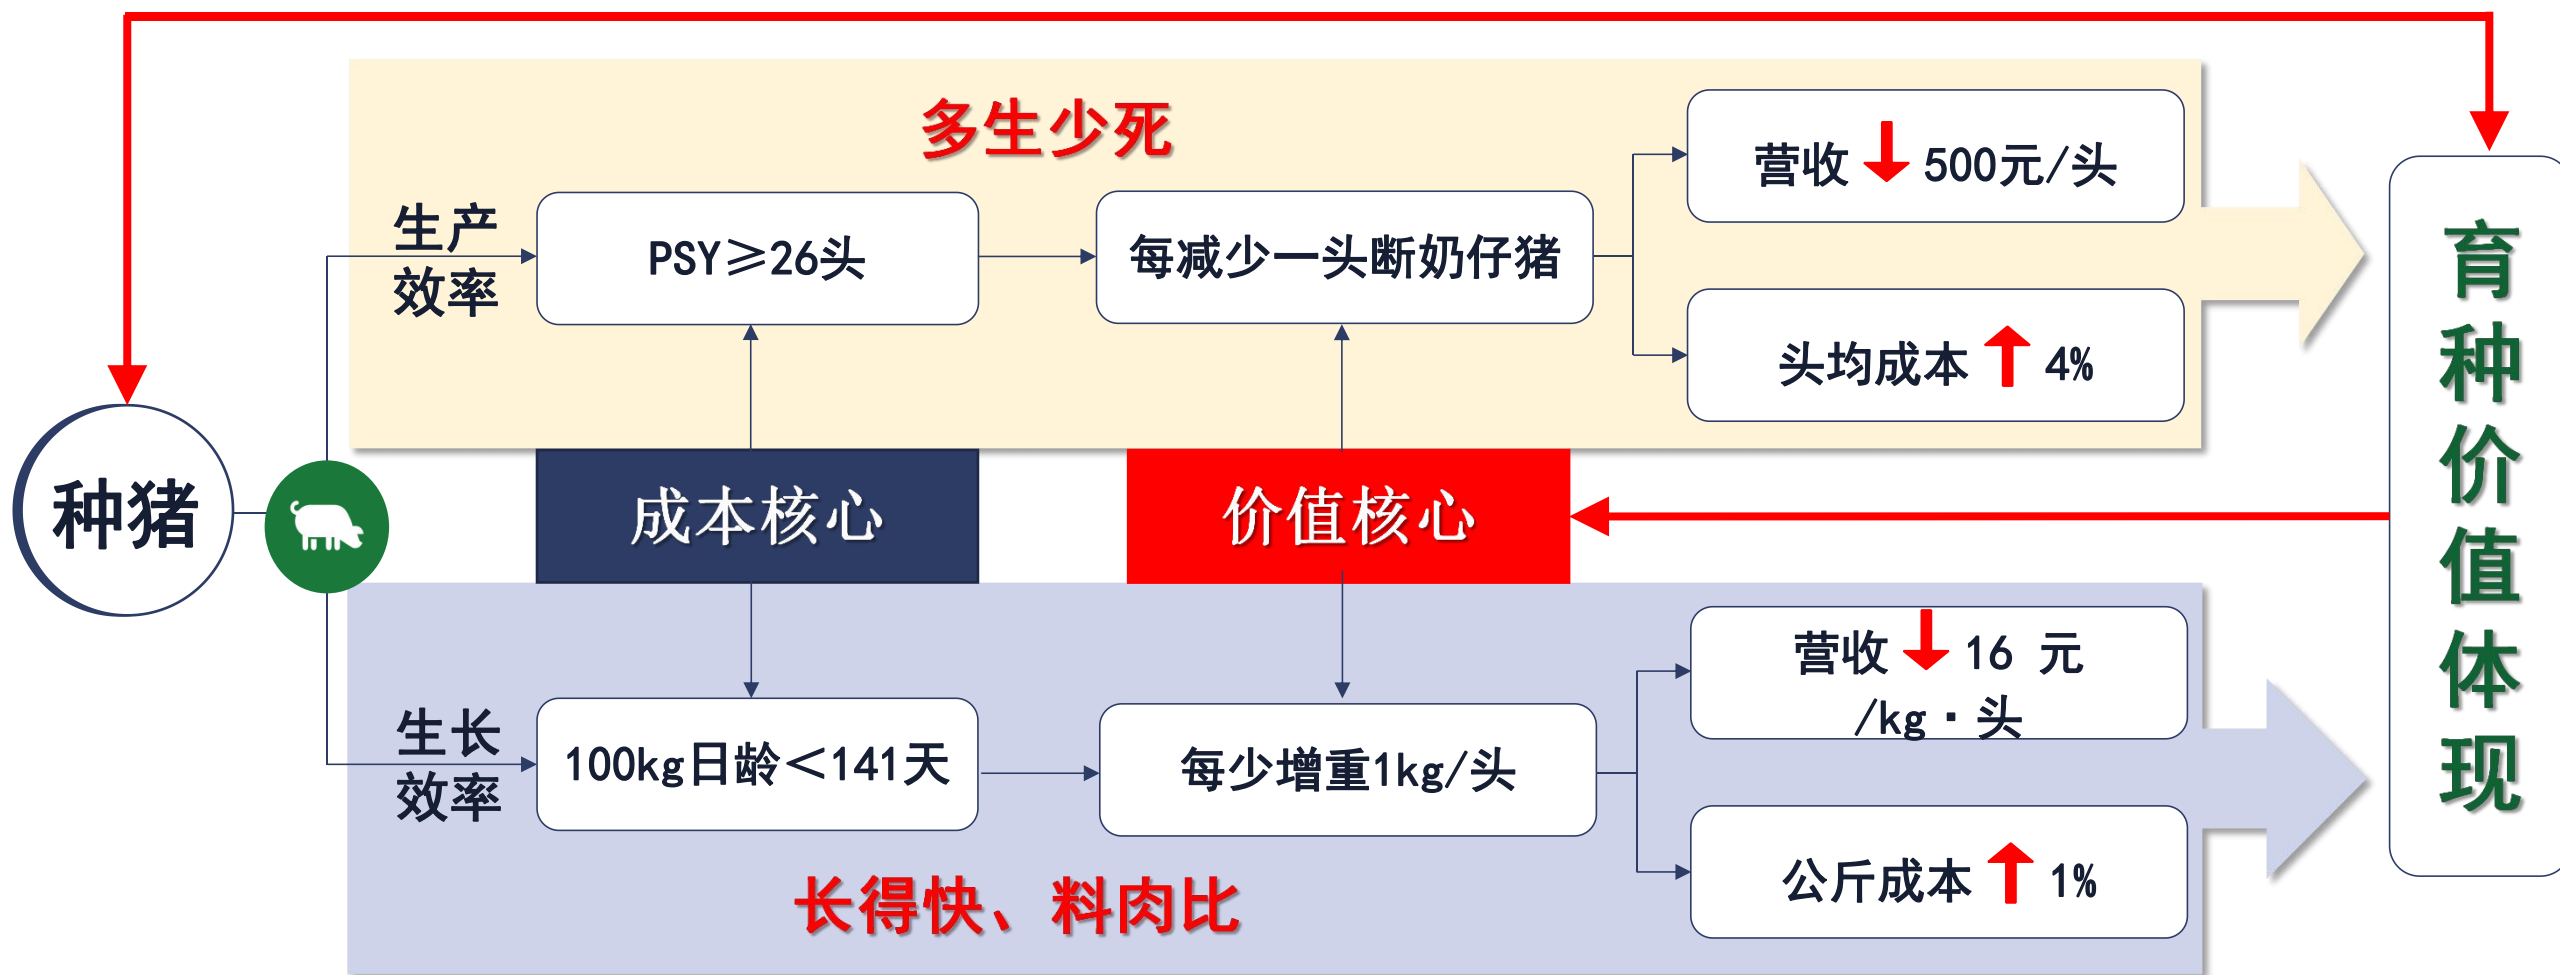 多生少死
生产
效率
PSY≥26头
每减少一头断奶仔猪
营收 ↓ 500元/头
头均成本 ↑ 4%
种猪
成本核心
价值核心
育种价值体现
生长
效率
100kg日龄＜141天
每少增重1kg/头
营收 ↓ 16 元
/kg·头
公斤成本 ↑ 1%
长得快、料肉比